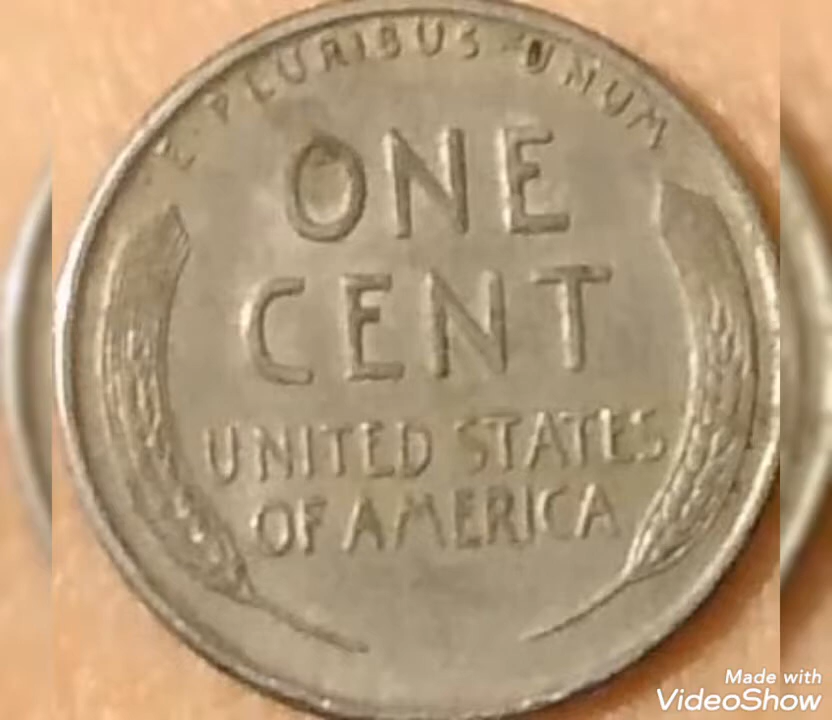 E · PLURIBUS · UNUM
ONE
CENT
UNITED STATES
OF AMERICA
Made with
VideoShow